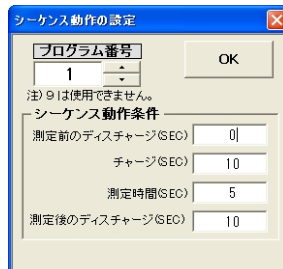 シーケンス動作の設定
プログラム番号
1
OK
注)9は使用できません。
シーケンス動作条件
測定前のディスチャージ(SEC) 0
チャージ(SEC) 10
測定時間(SEC) 5
測定後のディスチャージ(SEC) 10